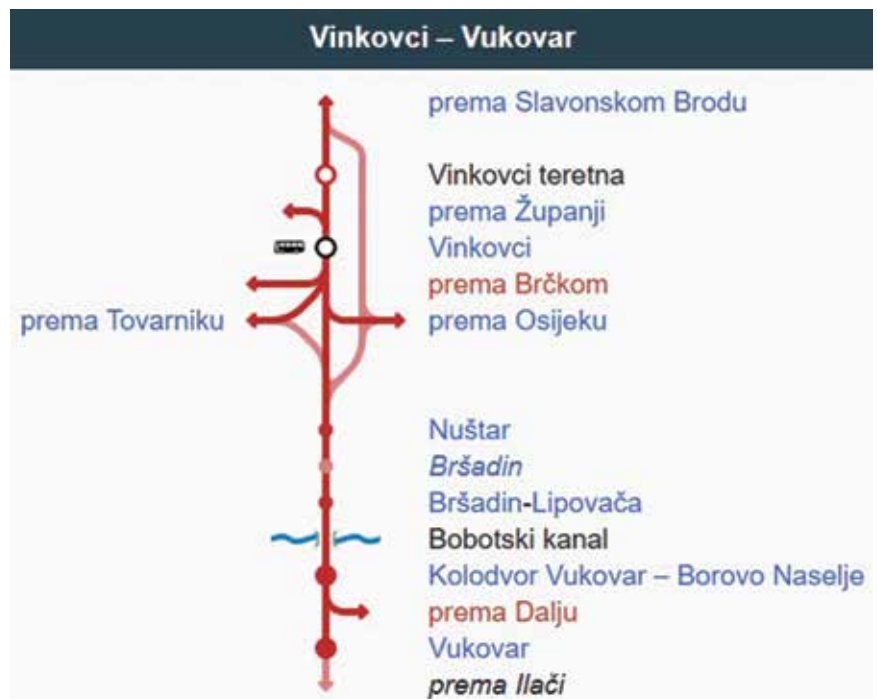 Vinkovci – Vukovar
prema Slavonskom Brodu
Vinkovci teretna
prema Županji
Vinkovci
prema Brčkom
prema Tovarniku
prema Osijeku
Nuštar
Bršadin
Bršadin-Lipovača
Bobotski kanal
Kolodvor Vukovar – Borovo Naselje
prema Dalju
Vukovar
prema Ilači